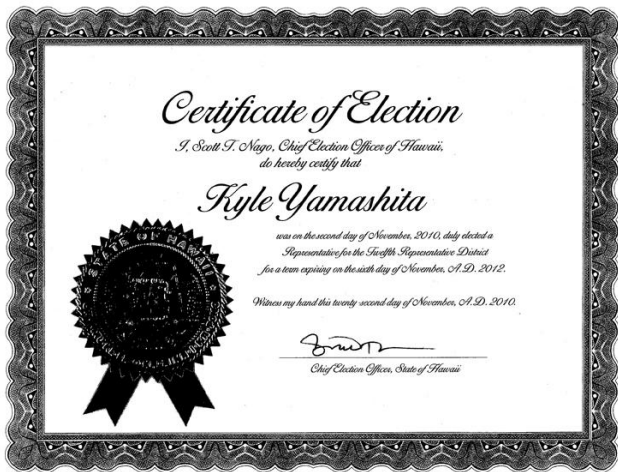 Certificate of Election
I, Scott T. Nago, Chief Election Officer of Hawaii,
do hereby certify that
Kyle Yamashita
was on the second day of November, 2010, duly elected a
Representative for the Twelfth Representative District
for a term expiring on the sixth day of November, A.D. 2012.
Witness my hand this twenty-second day of November, A.D. 2010.
Chief Election Officer, State of Hawaii
STATE OF HAWAII